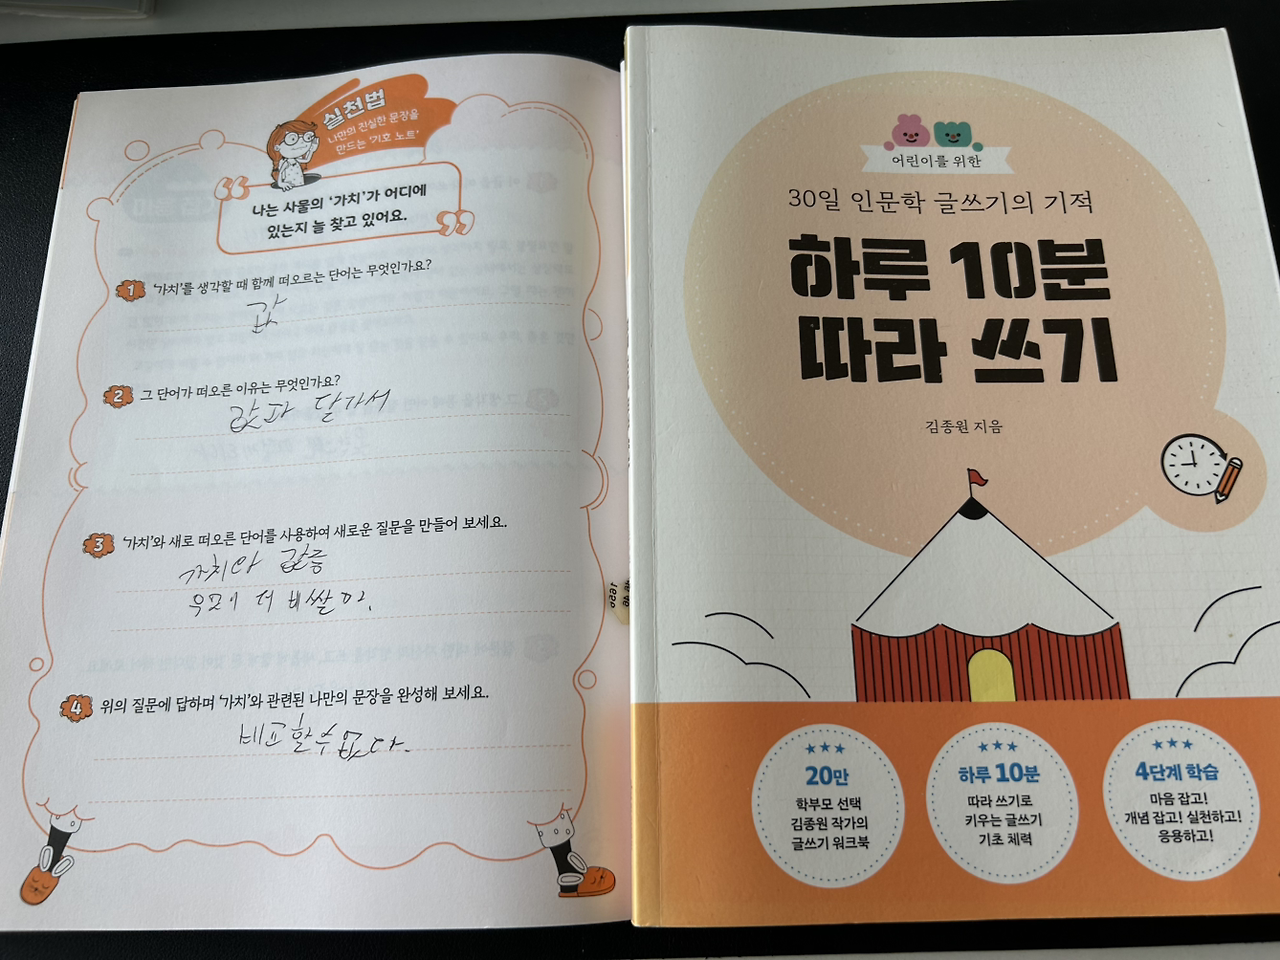 실천법
나만의 진실한 문장을
만드는 '기호 노트'
나는 사물의 '가치'가 어디에
있는지 늘 찾고 있어요.
1 '가치'를 생각할 때 함께 떠오르는 단어는 무엇인가요?
값
2 그 단어가 떠오른 이유는 무엇인가요?
값과 닮아서
3 '가치'와 새로 떠오른 단어를 사용하여 새로운 질문을 만들어 보세요.
가치와 값중
더 비쌀
4 위의 질문에 답하며 '가치'와 관련된 나만의 문장을 완성해 보세요.
비교할수 없다.
어린이를 위한
30일 인문학 글쓰기의 기적
하루 10분
따라 쓰기
김종원 지음
20만
학부모 선택
김종원 작가의
글쓰기 워크북
하루 10분
따라 쓰기로
키우는 글쓰기
기초 체력
4단계 학습
마음 잡고!
개념 잡고! 실천하고!
응용하고!